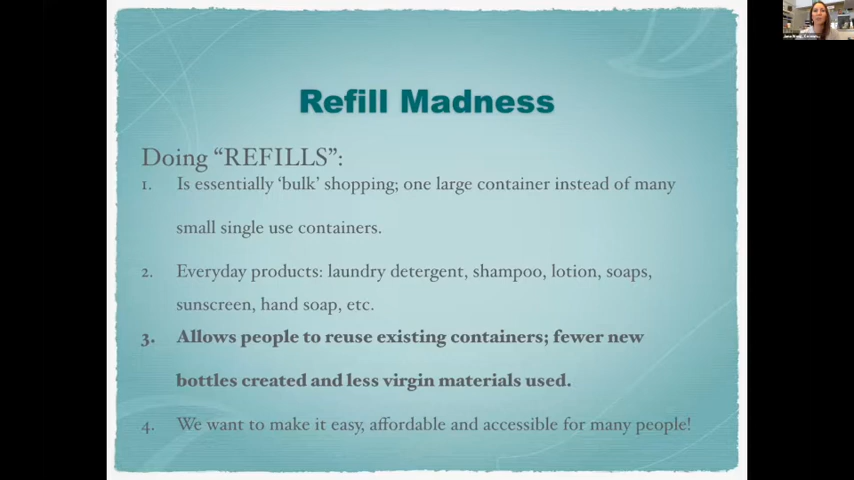 Refill Madness
Doing “REFILLS”:
1. Is essentially ‘bulk’ shopping; one large container instead of many
small single use containers.
2. Everyday products: laundry detergent, shampoo, lotion, soaps,
sunscreen, hand soap, etc.
3. Allows people to reuse existing containers; fewer new
bottles created and less virgin materials used.
4. We want to make it easy, affordable and accessible for many people!